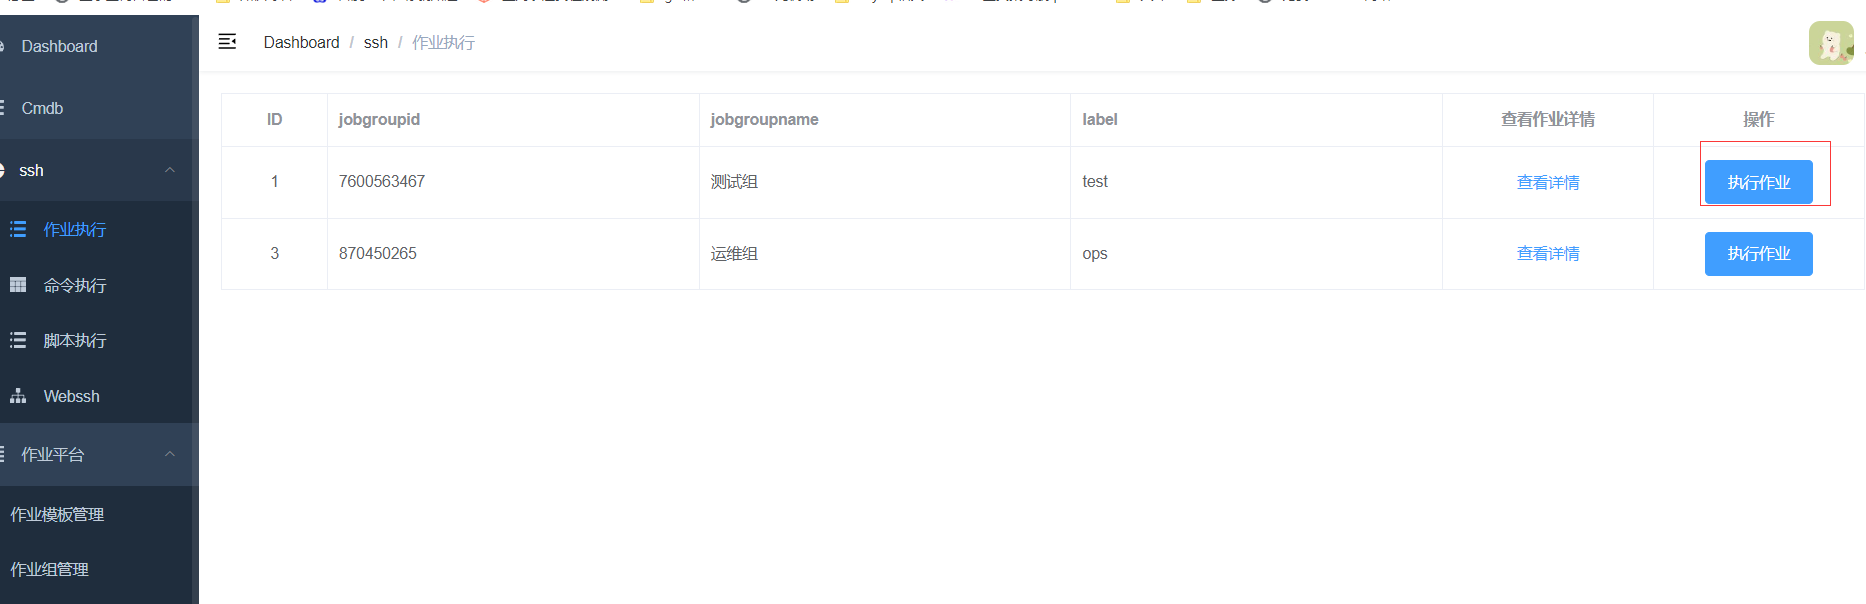 Dashboard
Cmdb
ssh
作业执行
命令执行
脚本执行
Webssh
作业平台
作业模板管理
作业组管理
Dashboard / ssh / 作业执行
ID jobgroupid jobgroupname label 查看作业详情 操作
1 7600563467 测试组 test 查看详情 执行作业
3 870450265 运维组 ops 查看详情 执行作业